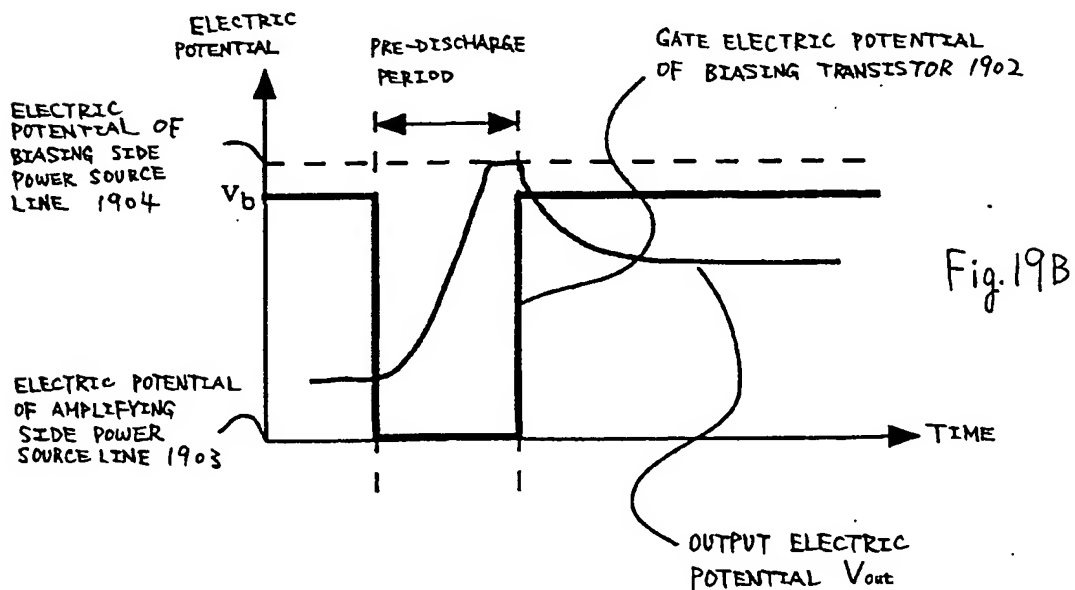 ELECTRIC
POTENTIAL
PRE-DISCHARGE
PERIOD
GATE ELECTRIC POTENTIAL
OF BIASING TRANSISTOR 1902
ELECTRIC
POTENTIAL OF
BIASING SIDE
POWER SOURCE
LINE 1904
Vb
Fig.19B
ELECTRIC POTENTIAL
OF AMPLIFYING
SIDE POWER
SOURCE LINE 1903
TIME
OUTPUT ELECTRIC
POTENTIAL Vout